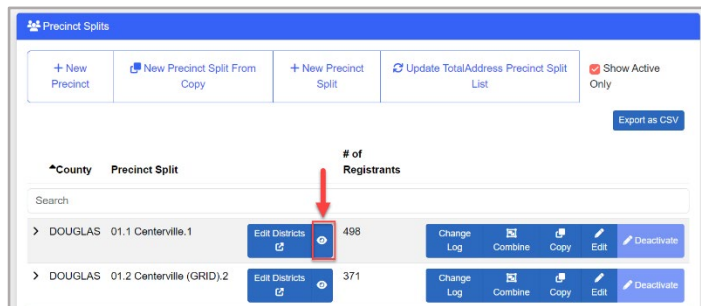 Precinct Splits
+ New Precinct
New Precinct Split From Copy
+ New Precinct Split
Update TotalAddress Precinct Split List
Show Active Only
Export as CSV
County Precinct Split # of Registrants
Search
DOUGLAS 01.1 Centerville.1 Edit Districts 498 Change Log Combine Copy Edit Deactivate
DOUGLAS 01.2 Centerville (GRID).2 Edit Districts 371 Change Log Combine Copy Edit Deactivate